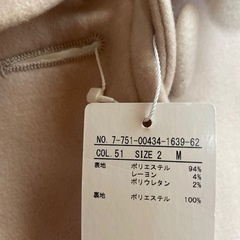 NO. 7-751-00434-1639-62
COL. 51 SIZE 2 M
表地 ポリエステル 94%
レーヨン 4%
ポリウレタン 2%
裏地 ポリエステル 100%